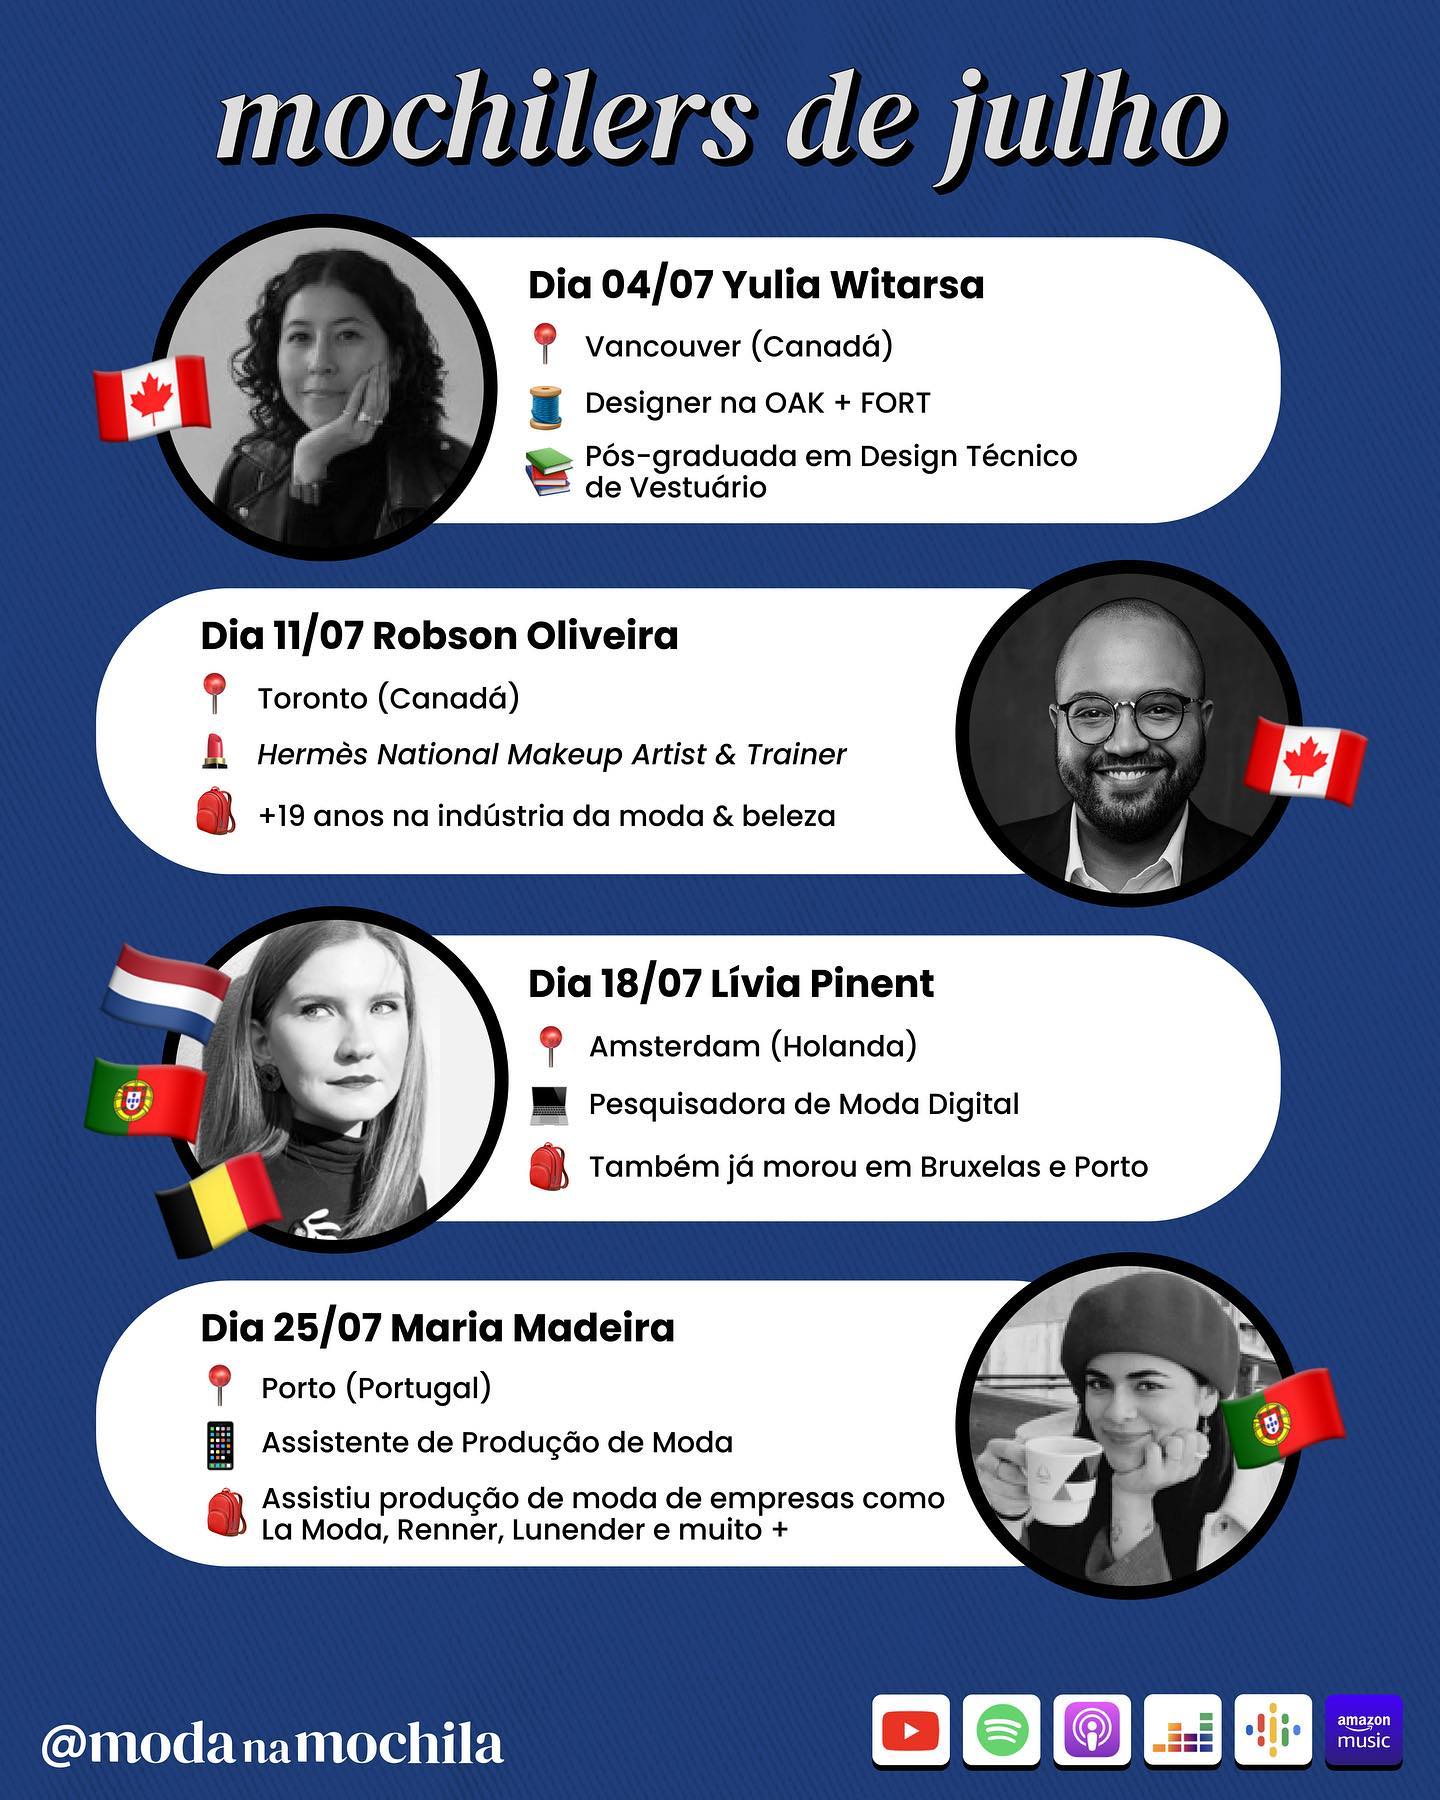 mochilers de julho
Dia 04/07 Yulia Witarsa
Vancouver (Canadá)
Designer na OAK + FORT
Pós-graduada em Design Técnico
de Vestuário
Dia 11/07 Robson Oliveira
Toronto (Canadá)
Hermès National Makeup Artist & Trainer
+19 anos na indústria da moda & beleza
Dia 18/07 Lívia Pinent
Amsterdam (Holanda)
Pesquisadora de Moda Digital
Também já morou em Bruxelas e Porto
Dia 25/07 Maria Madeira
Porto (Portugal)
Assistente de Produção de Moda
Assistiu produção de moda de empresas como
La Moda, Renner, Lunender e muito +
@moda na mochila
amazon
music